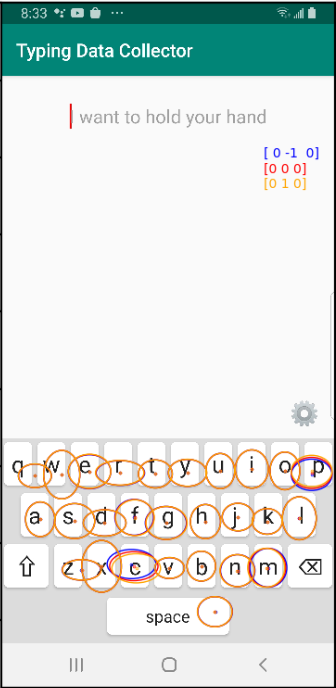 8:33
Typing Data Collector
I want to hold your hand
[ 0 -1 0]
[0 0 0]
[0 1 0]
q w e r t y u i o p
a s d f g h j k l
z x c v b n m
space